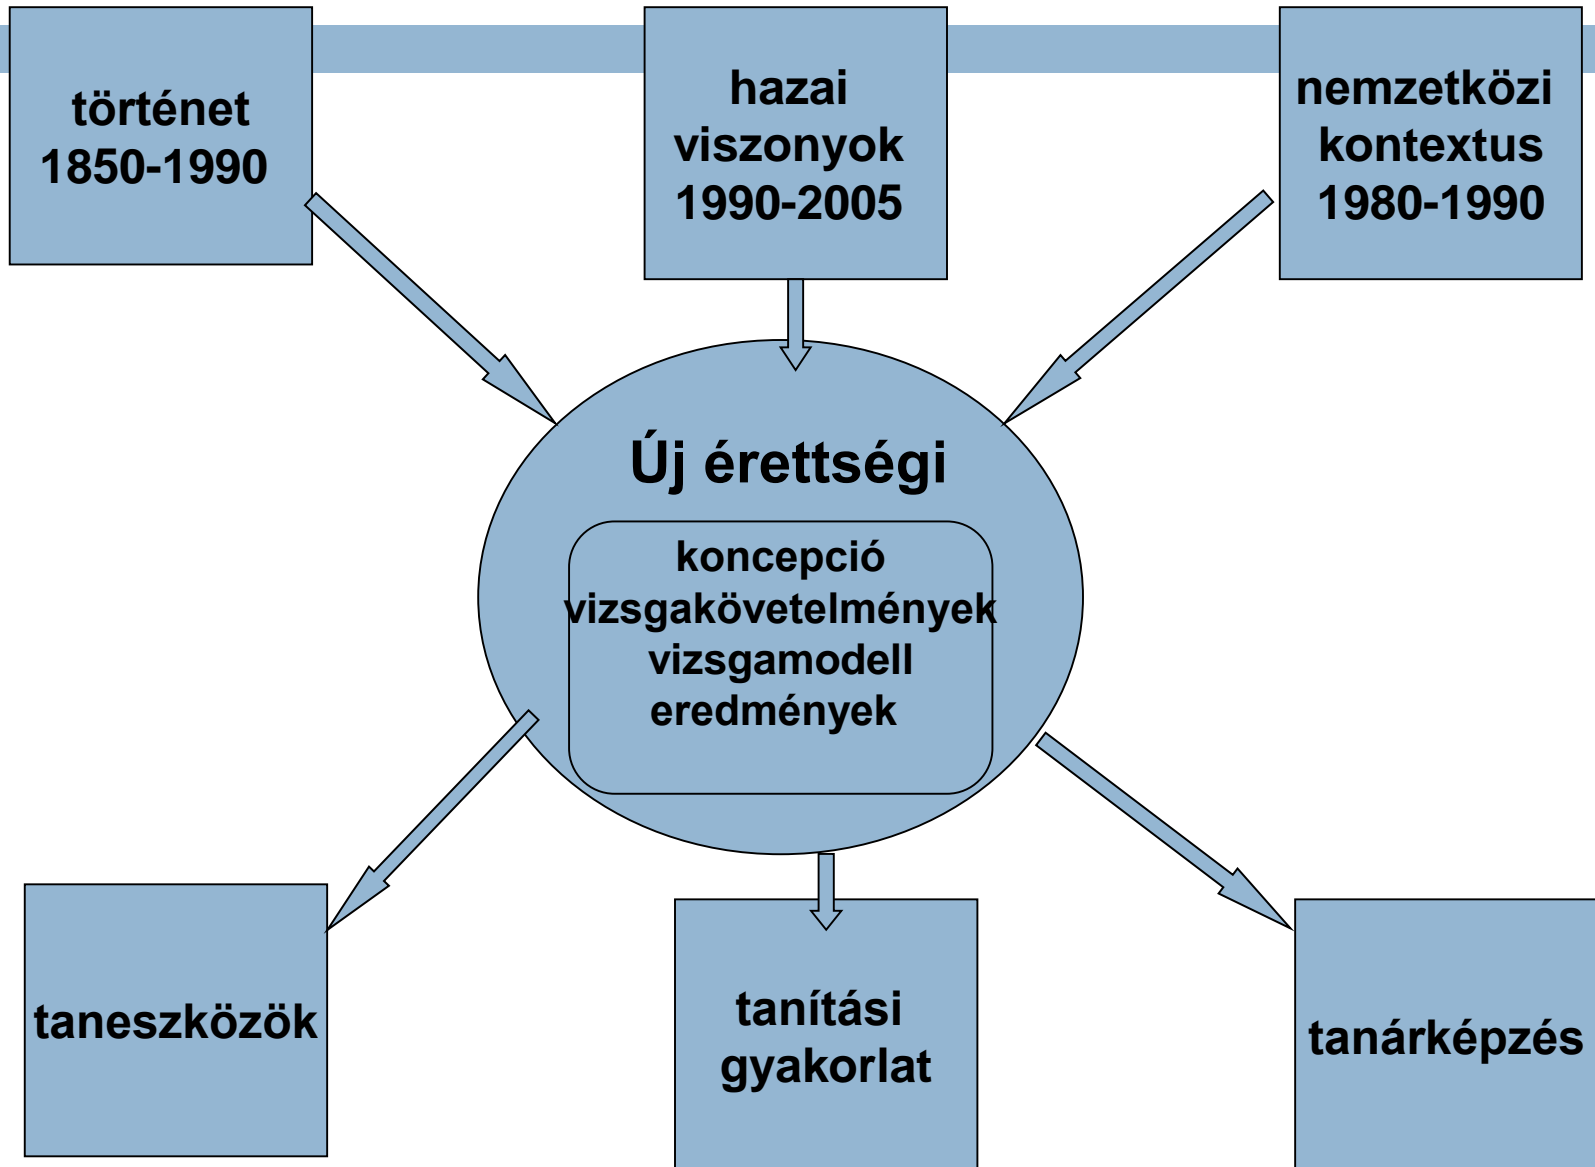 történet
1850-1990
hazai
viszonyok
1990-2005
nemzetközi
kontextus
1980-1990
Új érettségi
koncepció
vizsgakövetelmények
vizsgamodell
eredmények
taneszközök
tanítási
gyakorlat
tanárképzés